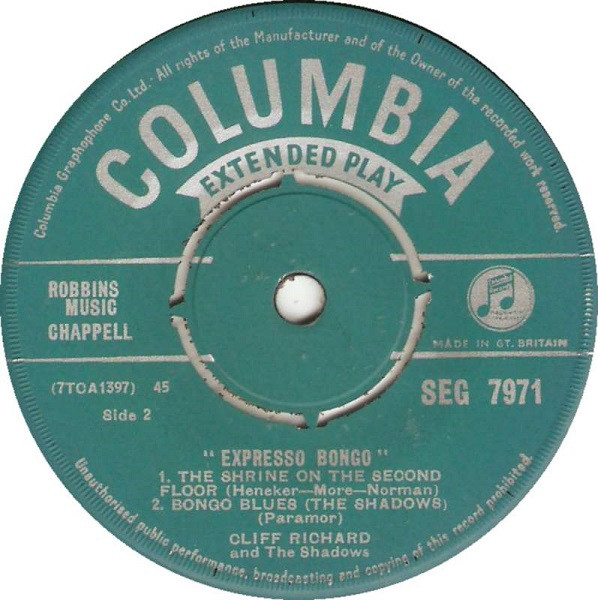 Columbia Graphophone Co. Ltd.· All rights of the Manufacturer and of the Owner of the recorded work reserved.
COLUMBIA
EXTENDED PLAY
ROBBINS
MUSIC
CHAPPELL
MADE IN GT. BRITAIN
(7TCA1397) 45
SEG 7971
Side 2
"EXPRESSO BONGO"
1. THE SHRINE ON THE SECOND
FLOOR (Heneker—More—Norman)
2. BONGO BLUES (THE SHADOWS)
(Paramor)
CLIFF RICHARD
and The Shadows
Unauthorised public performance, broadcasting and copying of this record prohibited.